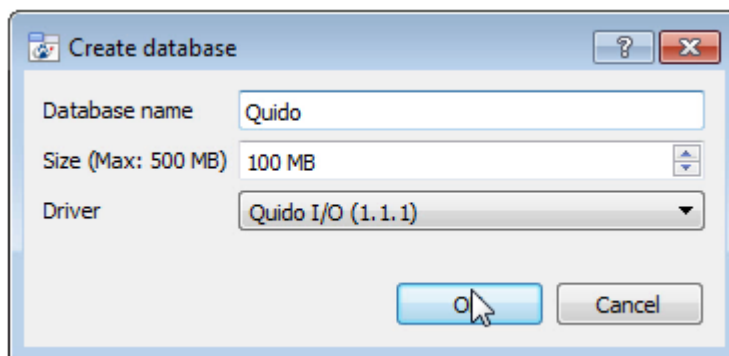 Create database
Database name Quido
Size (Max: 500 MB) 100 MB
Driver Quido I/O (1.1.1)
Cancel